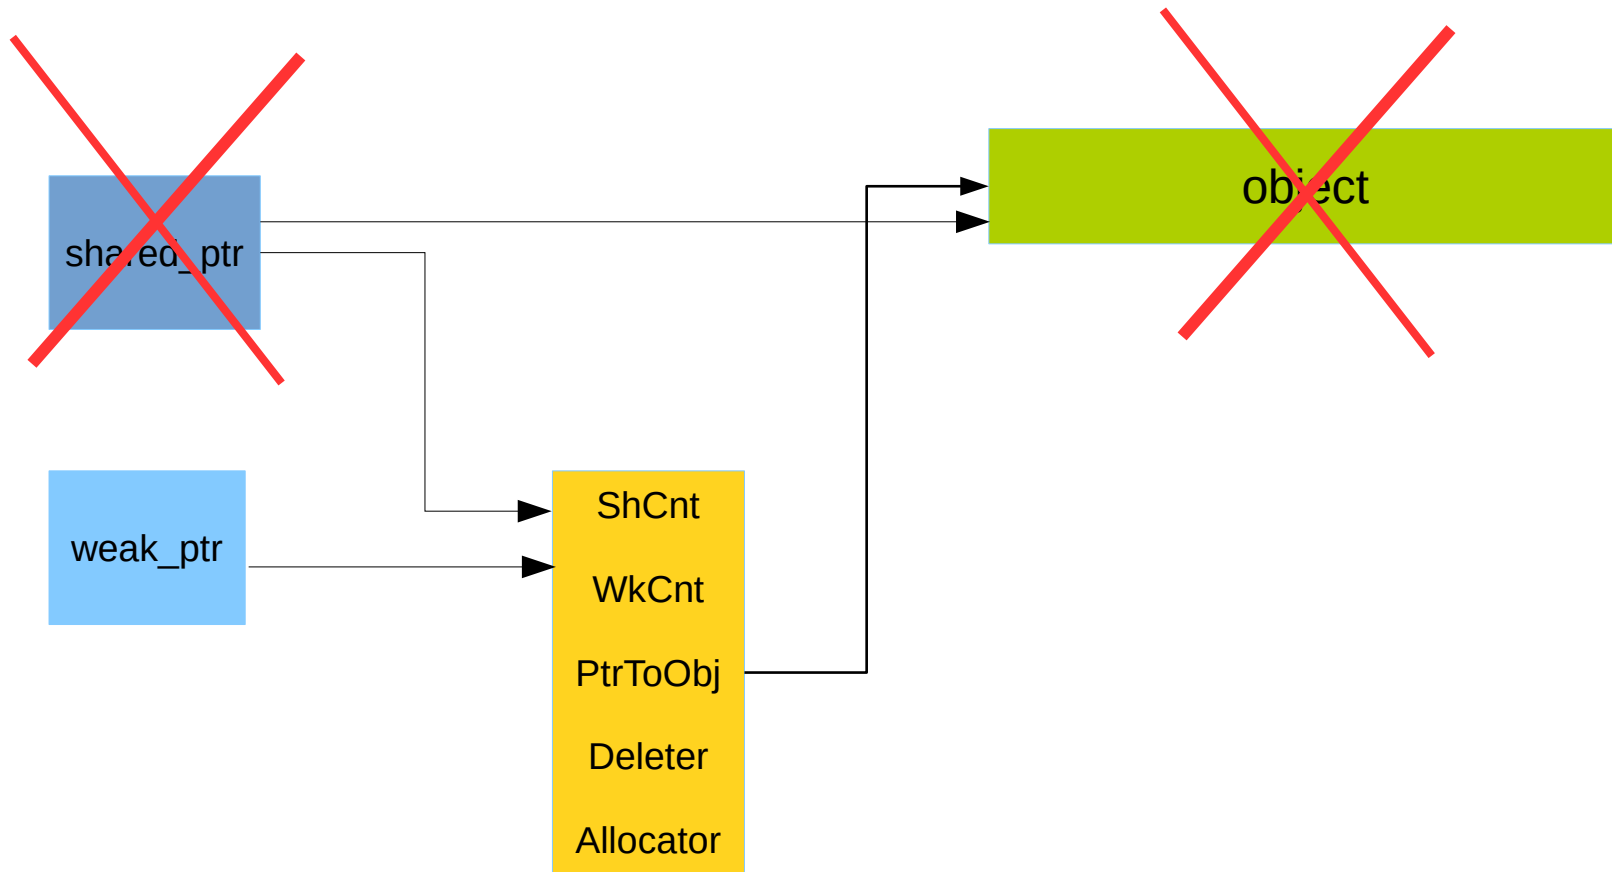 shared_ptr
object
weak_ptr
ShCnt
WkCnt
PtrToObj
Deleter
Allocator